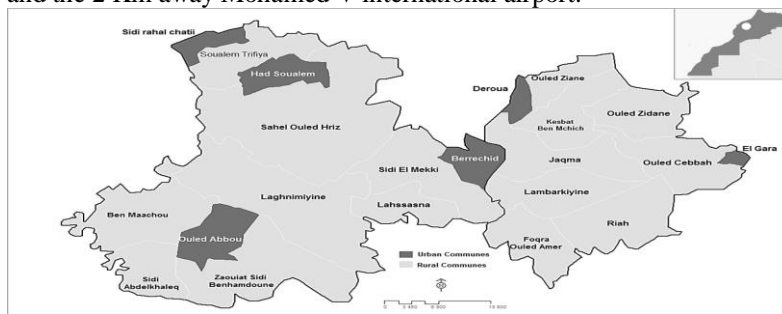 and the 2 Km away Mohamed V international airport.
Sidi rahal chatii
Soualem Trifiya
Had Soualem
Ouled Ziane
Deroua
Ouled Zidane
Kasbat
Ben Mchich
Sahel Ouled Hriz
El Gara
Berrechid
Jaqma
Ouled Cebbah
Sidi El Mekki
Laghnimiyine
Lambarkiyine
Lahssasna
Ben Maachou
Riah
Ouled Abbou
Foqra
Ouled Amer
Urban Communes
Rural Communes
Sidi
Abdelkhaleq
Zaouiat Sidi
Benhamdoune